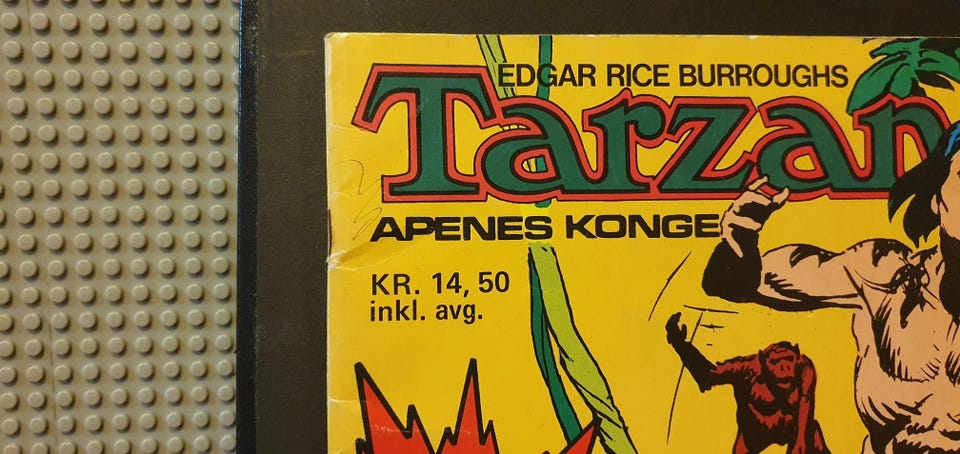 EDGAR RICE BURROUGHS
Tarzan
APENES KONGE
KR. 14,50
inkl. avg.